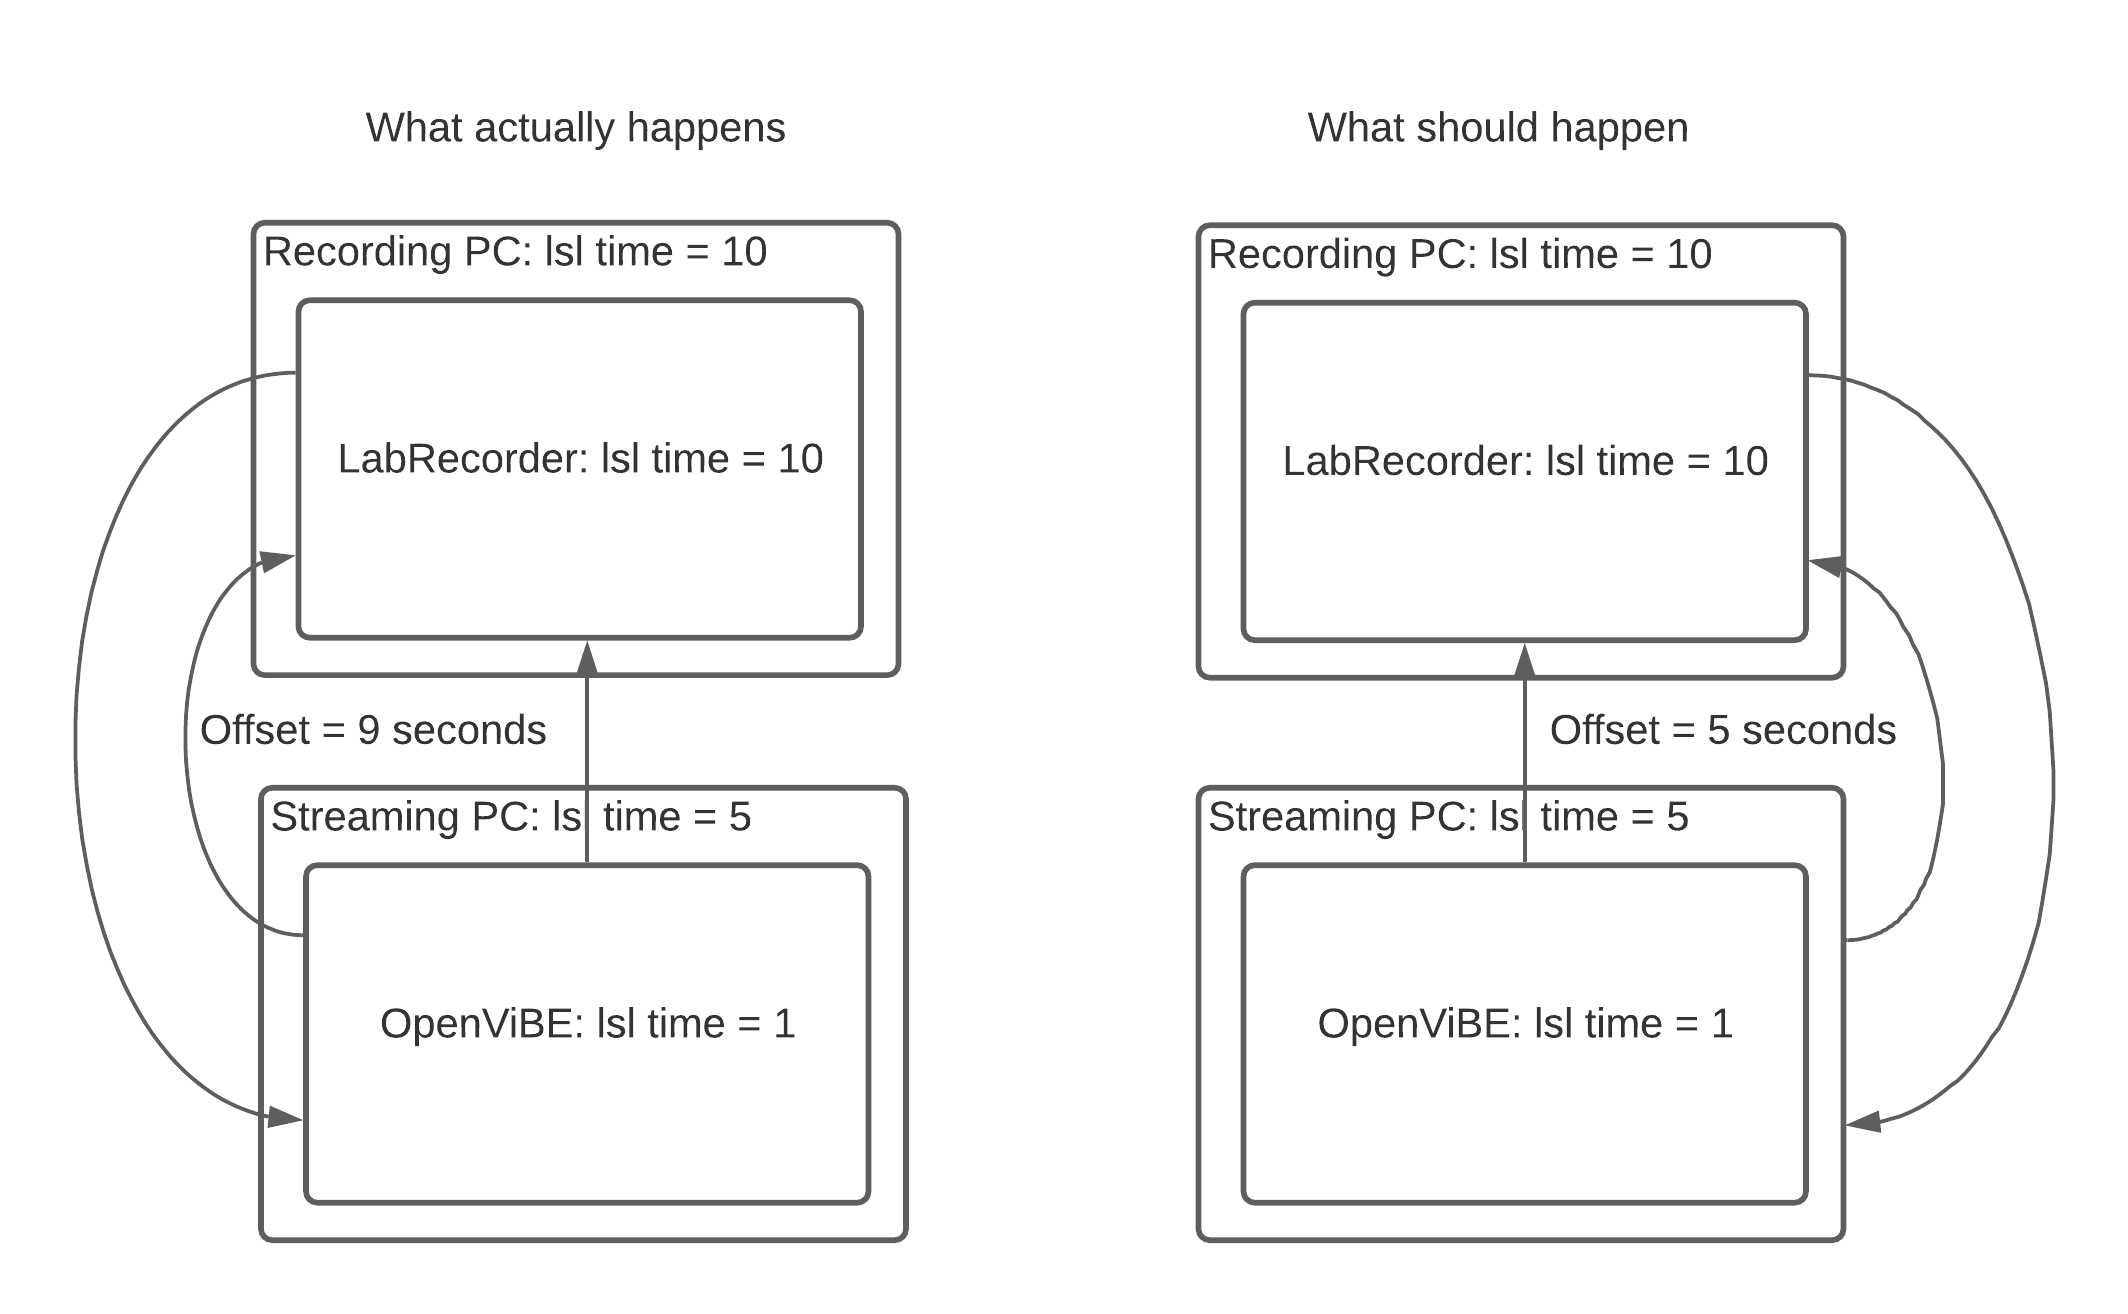 What actually happens
What should happen
Recording PC: lsl time = 10
LabRecorder: lsl time = 10
Offset = 9 seconds
Streaming PC: lsl time = 5
OpenViBE: lsl time = 1
Recording PC: lsl time = 10
LabRecorder: lsl time = 10
Offset = 5 seconds
Streaming PC: lsl time = 5
OpenViBE: lsl time = 1